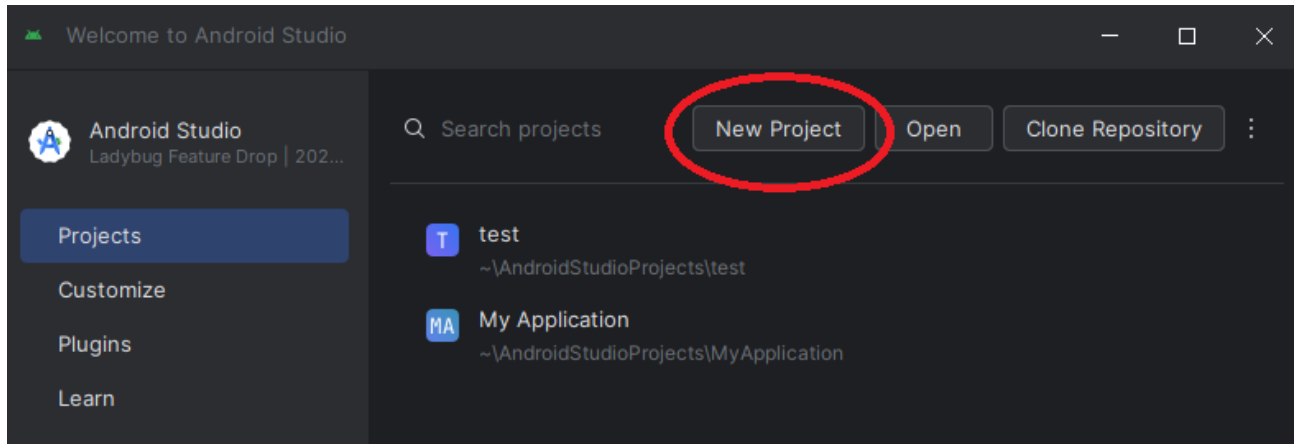 Welcome to Android Studio
Android Studio
Ladybug Feature Drop | 202...
Projects
Customize
Plugins
Learn
Search projects
New Project
Open
Clone Repository
T
test
~\AndroidStudioProjects\test
MA
My Application
~\AndroidStudioProjects\MyApplication